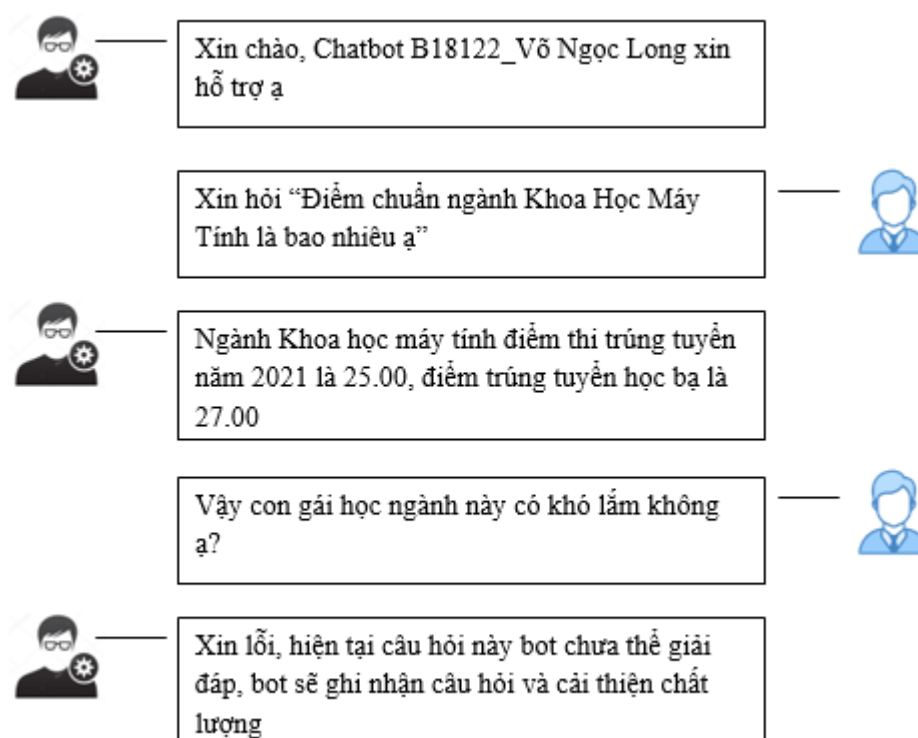 Xin chào, Chatbot B18122_Võ Ngọc Long xin
hỗ trợ ạ
Xin hỏi “Điểm chuẩn ngành Khoa Học Máy
Tính là bao nhiêu ạ”
Ngành Khoa học máy tính điểm thi trúng tuyển
năm 2021 là 25.00, điểm trúng tuyển học bạ là
27.00
Vậy con gái học ngành này có khó lắm không
ạ?
Xin lỗi, hiện tại câu hỏi này bot chưa thể giải
đáp, bot sẽ ghi nhận câu hỏi và cải thiện chất
lượng